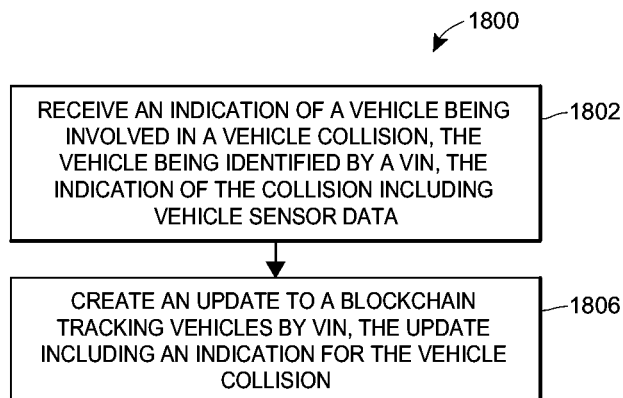 1800
RECEIVE AN INDICATION OF A VEHICLE BEING
INVOLVED IN A VEHICLE COLLISION, THE
VEHICLE BEING IDENTIFIED BY A VIN, THE
INDICATION OF THE COLLISION INCLUDING
VEHICLE SENSOR DATA
1802
CREATE AN UPDATE TO A BLOCKCHAIN
TRACKING VEHICLES BY VIN, THE UPDATE
INCLUDING AN INDICATION FOR THE VEHICLE
COLLISION
1806